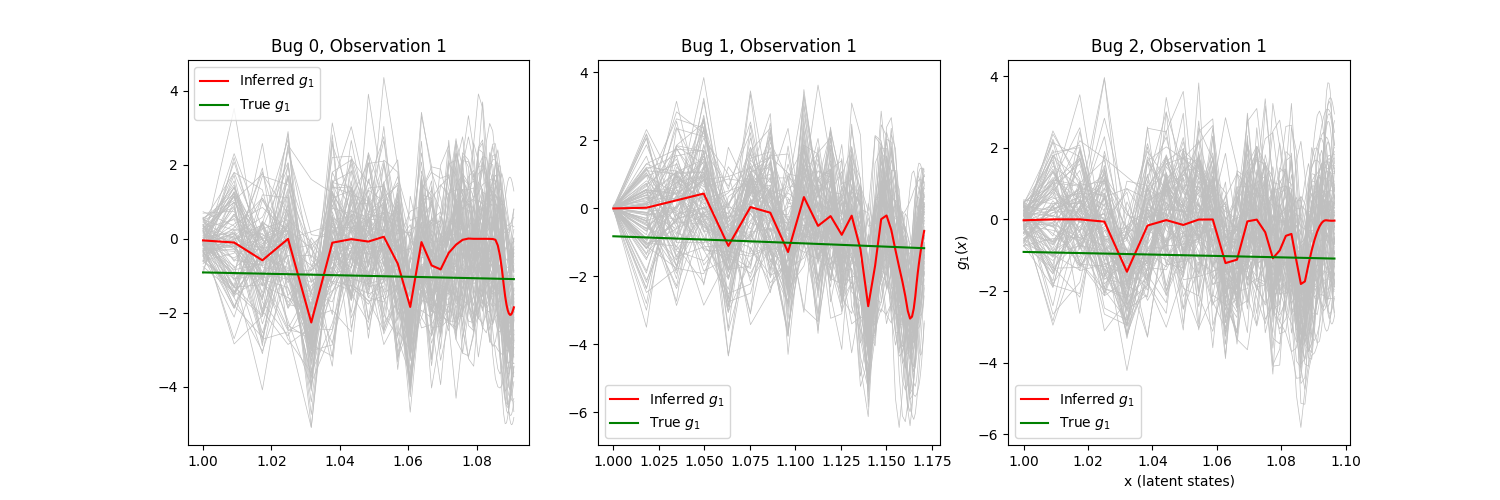 Bug 0, Observation 1
Inferred g₁
True g₁
4
2
0
−2
−4
1.00 1.02 1.04 1.06 1.08
Bug 1, Observation 1
4
2
0
−2
−4
−6
Inferred g₁
True g₁
1.000 1.025 1.050 1.075 1.100 1.125 1.150 1.175
Bug 2, Observation 1
g₁(x)
4
2
0
−2
−4
−6
Inferred g₁
True g₁
1.00 1.02 1.04 1.06 1.08 1.10
x (latent states)